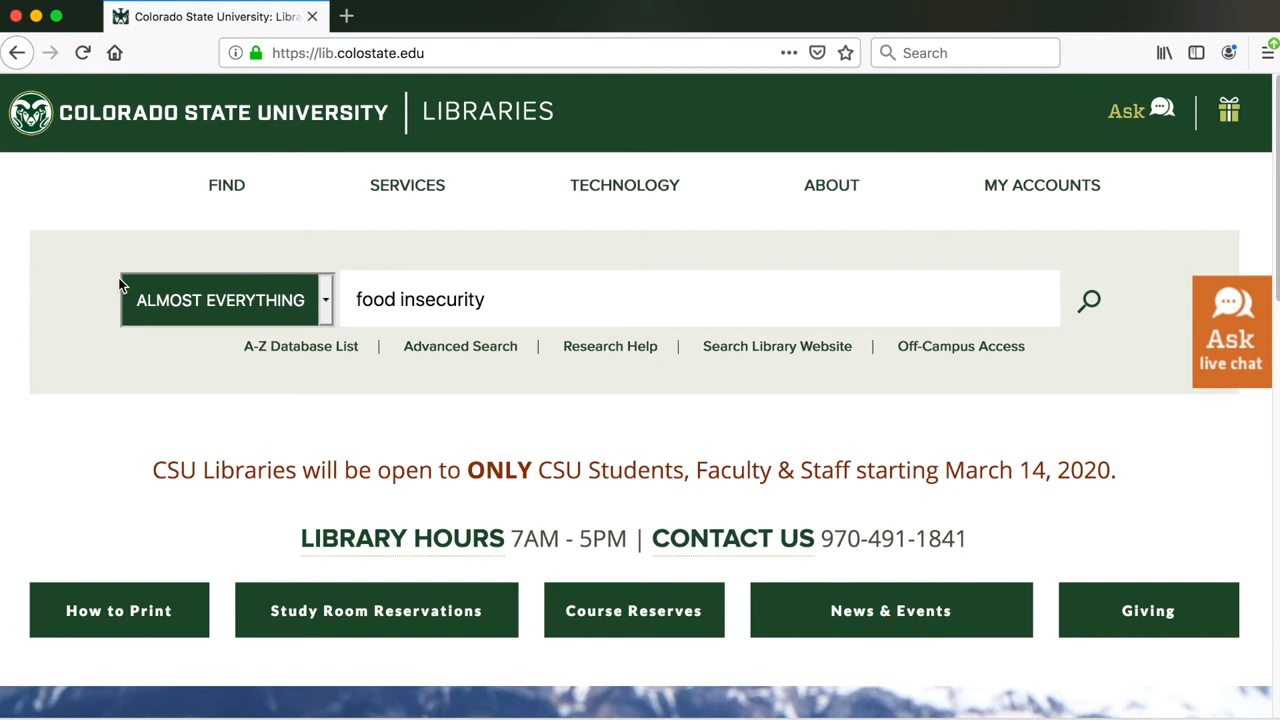 Colorado State University: Libra
https://lib.colostate.edu
Search
COLORADO STATE UNIVERSITY | LIBRARIES
Ask
FIND SERVICES TECHNOLOGY ABOUT MY ACCOUNTS
ALMOST EVERYTHING food insecurity
A-Z Database List | Advanced Search | Research Help | Search Library Website | Off-Campus Access
Ask
live chat
CSU Libraries will be open to ONLY CSU Students, Faculty & Staff starting March 14, 2020.
LIBRARY HOURS 7AM - 5PM | CONTACT US 970-491-1841
How to Print Study Room Reservations Course Reserves News & Events Giving